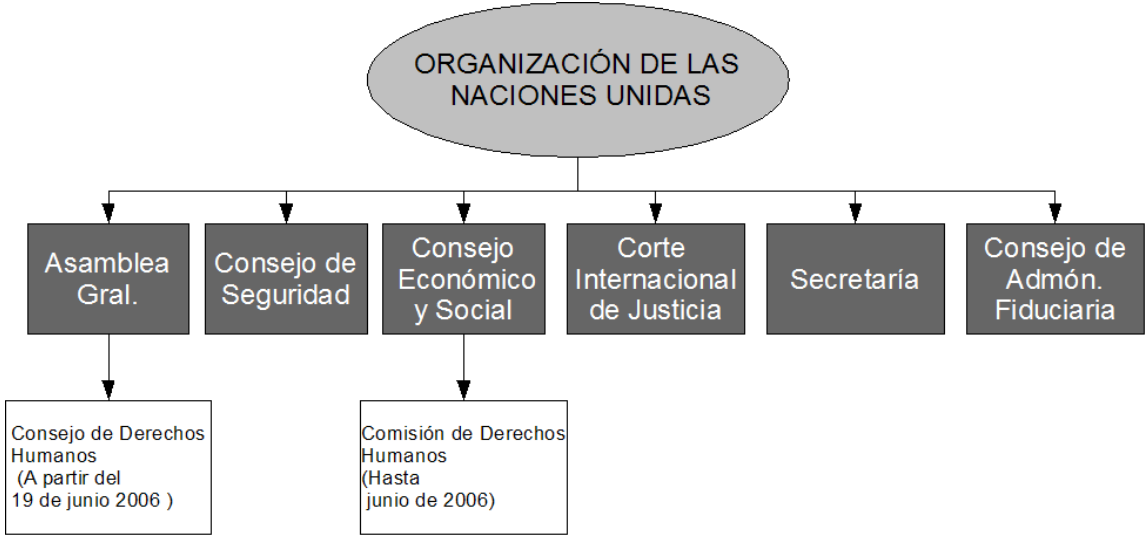 ORGANIZACIÓN DE LAS
NACIONES UNIDAS
Asamblea
Gral.
Consejo de
Seguridad
Consejo
Económico
y Social
Corte
Internacional
de Justicia
Secretaría
Consejo de
Admón.
Fiduciaria
Consejo de Derechos
Humanos
(A partir del
19 de junio 2006 )
Comisión de Derechos
Humanos
(Hasta
junio de 2006)